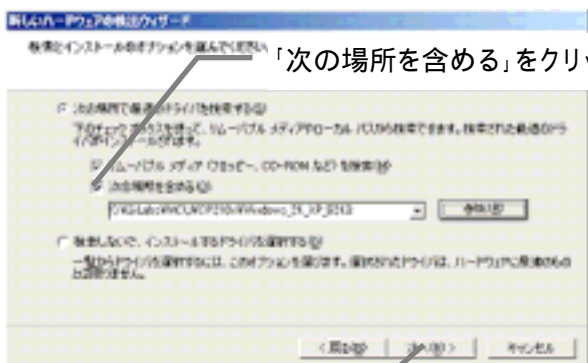 新しいハードウェアの検出ウィザード
検索とインストールのオプションを選んでください
「次の場所を含める」をクリ
次の場所で最適のドライバを検索する(S)
下のチェック ボックスを使って、リムーバブル メディアやローカル パスから検索できます。検索された最適のドラ
イバがインストールされます。
リムーバブル メディア (フロッピー、CD-ROM など) を検索(M)
次の場所を含める(O)
参照(R)
検索しないで、インストールするドライバを選択する(D)
一覧からドライバを選択するには、このオプションを選びます。選択されたドライバは、ハードウェアに最適のもの
とは限りません。
< 戻る(B) 次へ(N) > キャンセル